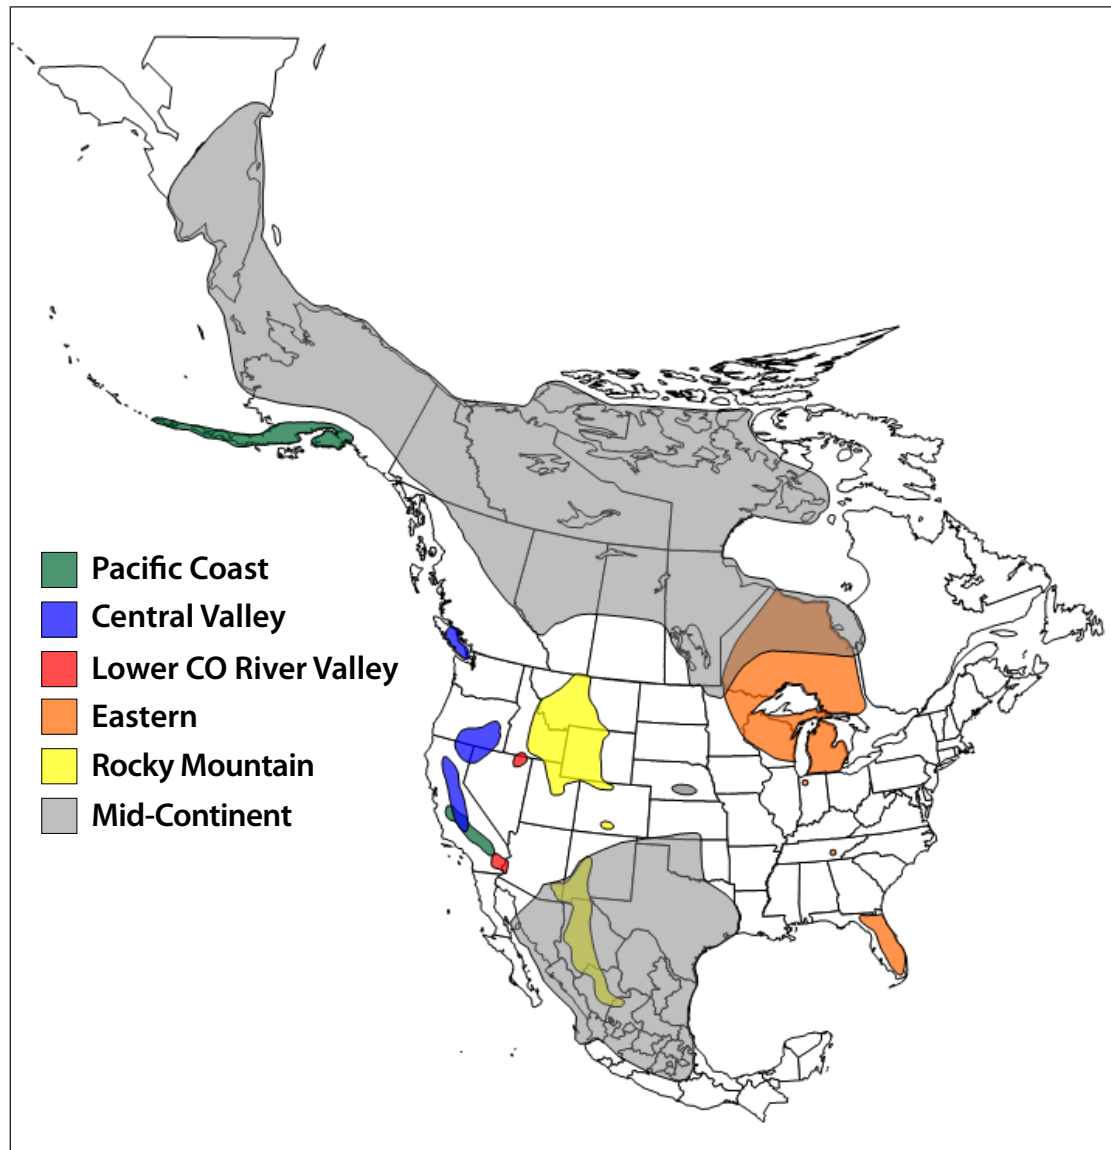 Pacific Coast
Central Valley
Lower CO River Valley
Eastern
Rocky Mountain
Mid-Continent